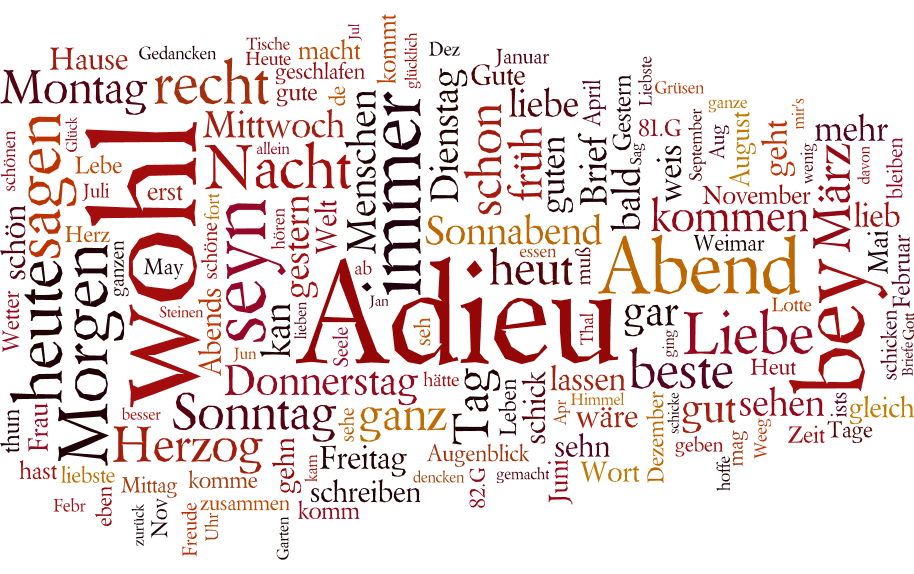 Hause
Gedancken
Tische
Heute
macht
Jul
kommt
glücklich
Dez
Januar
Montag
recht
geschlafen
gute
de
Gute
Liebste
Grüsen
schönen
sagen
Glück
Wohl
Mittwoch
allein
Nacht
Menschen
immer
Dienstag
schon
liebe
früh
guten
Brief
April
Gestern
bald
Sag
81.G
weis
September
Aug
ganze
August
geht
mir's
wenig
mehr
März
davon
bleiben
Lebe
Juli
erst
schön
Herz
heute
Morgen
ganzen
May
schöne
fort
seyn
hören
gestern
Welt
Sonnabend
essen
heut
muß
Abend
kommen
November
Weimar
lieb
Mai
Februar
bey
Wetter
Steinen
Abends
Jun
kan
lieben
Adieu
ab
Jan
Seele
seh
Thal
gar
ging
Liebe
Lotte
Heut
schicken
Briefe
Gott
Donnerstag
hätte
Tag
Leben
schick
lassen
beste
thun
Frau
besser
Sonntag
sehe
ganz
Apr
Himmel
wäre
Dezember
schicke
gut
sehen
ists
gleich
Herzog
gehn
kam
Freitag
Augenblick
sehn
geben
mag
Weeg
Zeit
Tage
hast
liebste
Mittag
komme
schreiben
dencken
82.G
gemacht
Juni
Wort
hoffe
Febr
eben
zurück
Nov
Freude
Uhr
zusammen
Garten
komm